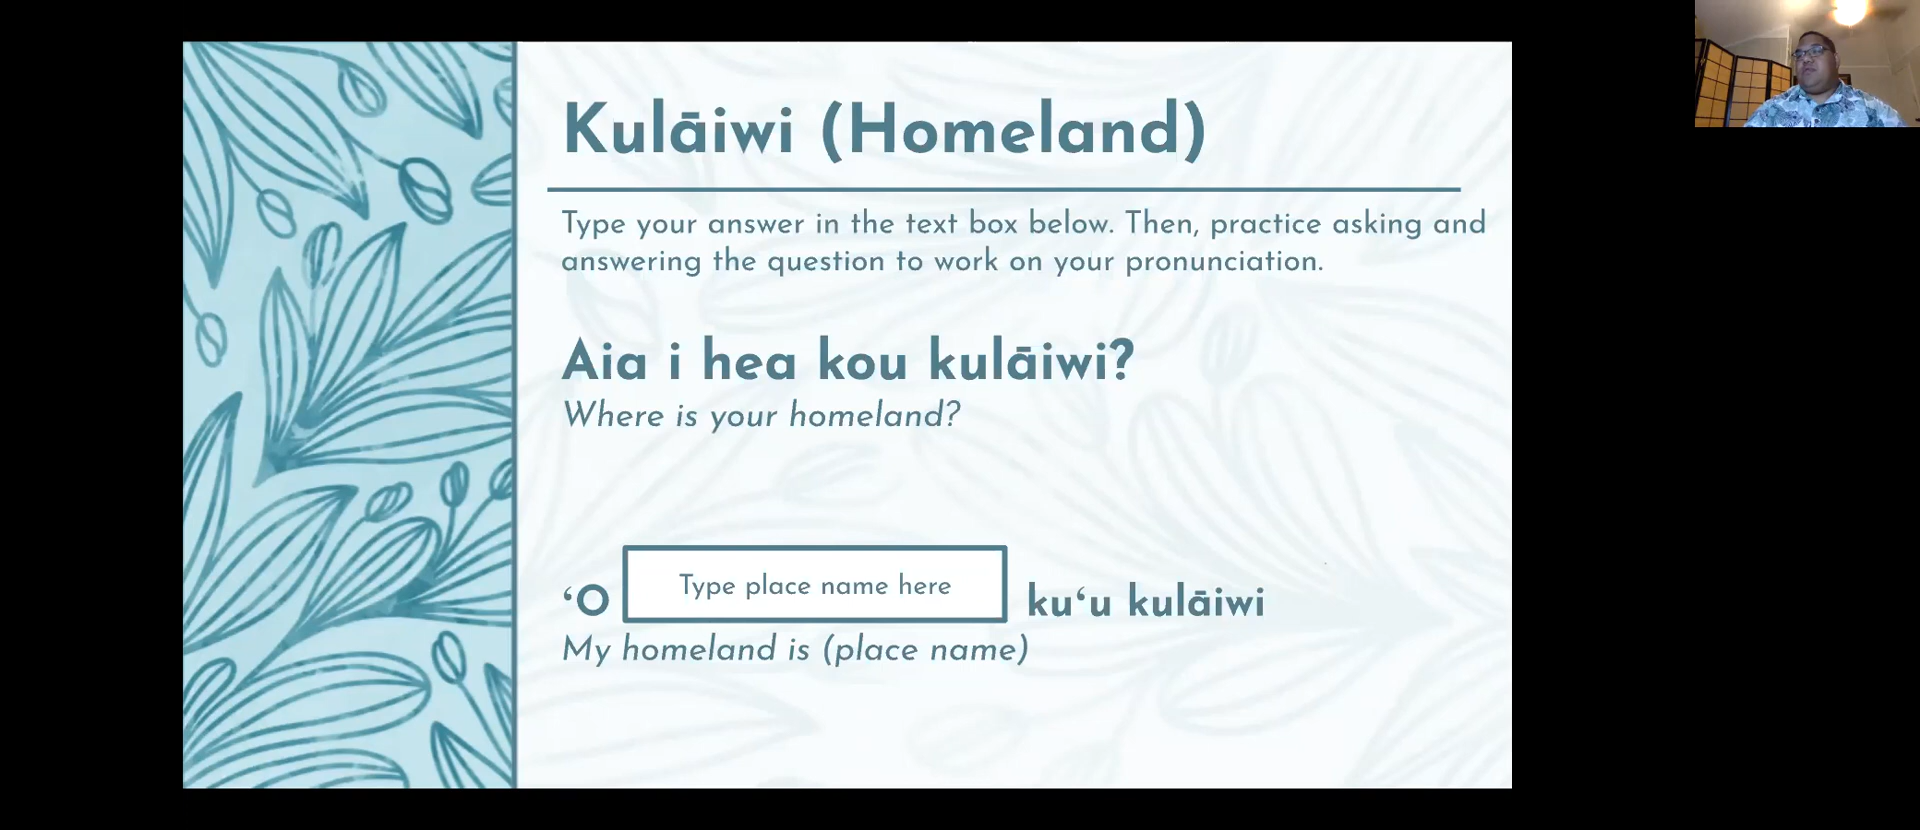 Kulāiwi (Homeland)
Type your answer in the text box below. Then, practice asking and
answering the question to work on your pronunciation.
Aia i hea kou kulāiwi?
Where is your homeland?
ʻO Type place name here kuʻu kulāiwi
My homeland is (place name)